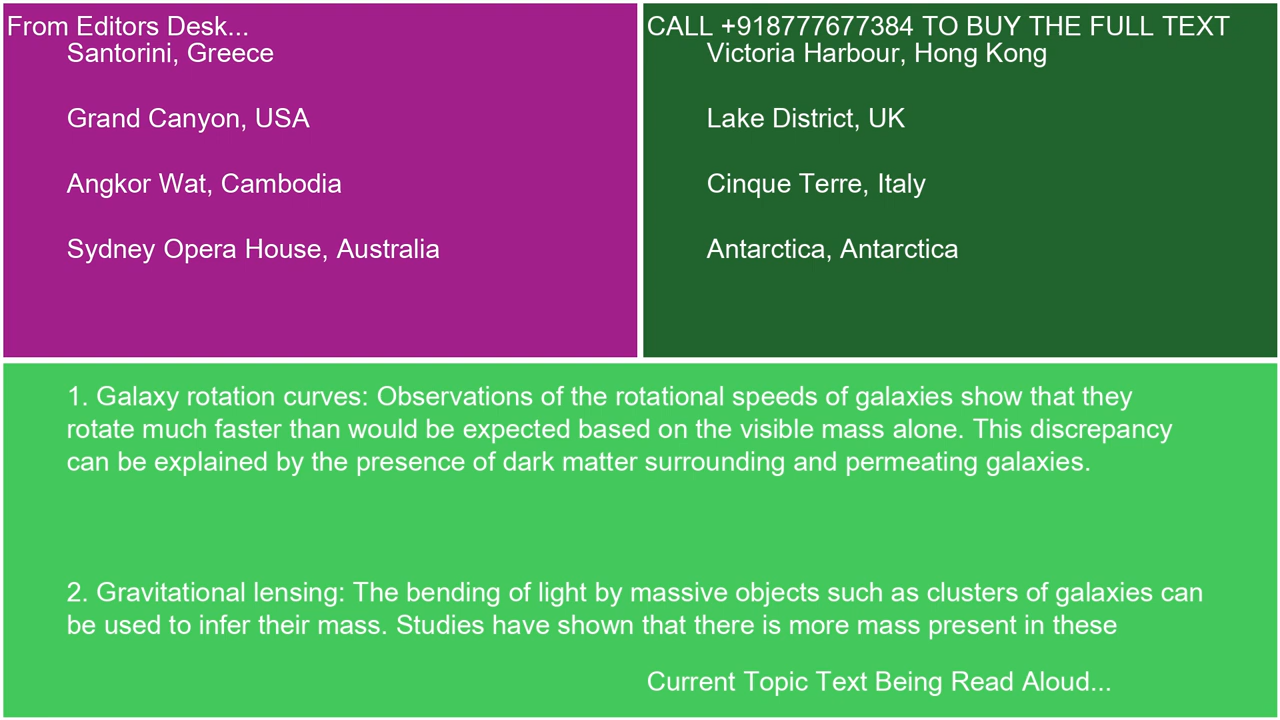 From Editors Desk...
Santorini, Greece
Grand Canyon, USA
Angkor Wat, Cambodia
Sydney Opera House, Australia
CALL +918777677384 TO BUY THE FULL TEXT
Victoria Harbour, Hong Kong
Lake District, UK
Cinque Terre, Italy
Antarctica, Antarctica
1. Galaxy rotation curves: Observations of the rotational speeds of galaxies show that they
rotate much faster than would be expected based on the visible mass alone. This discrepancy
can be explained by the presence of dark matter surrounding and permeating galaxies.
2. Gravitational lensing: The bending of light by massive objects such as clusters of galaxies can
be used to infer their mass. Studies have shown that there is more mass present in these
Current Topic Text Being Read Aloud...